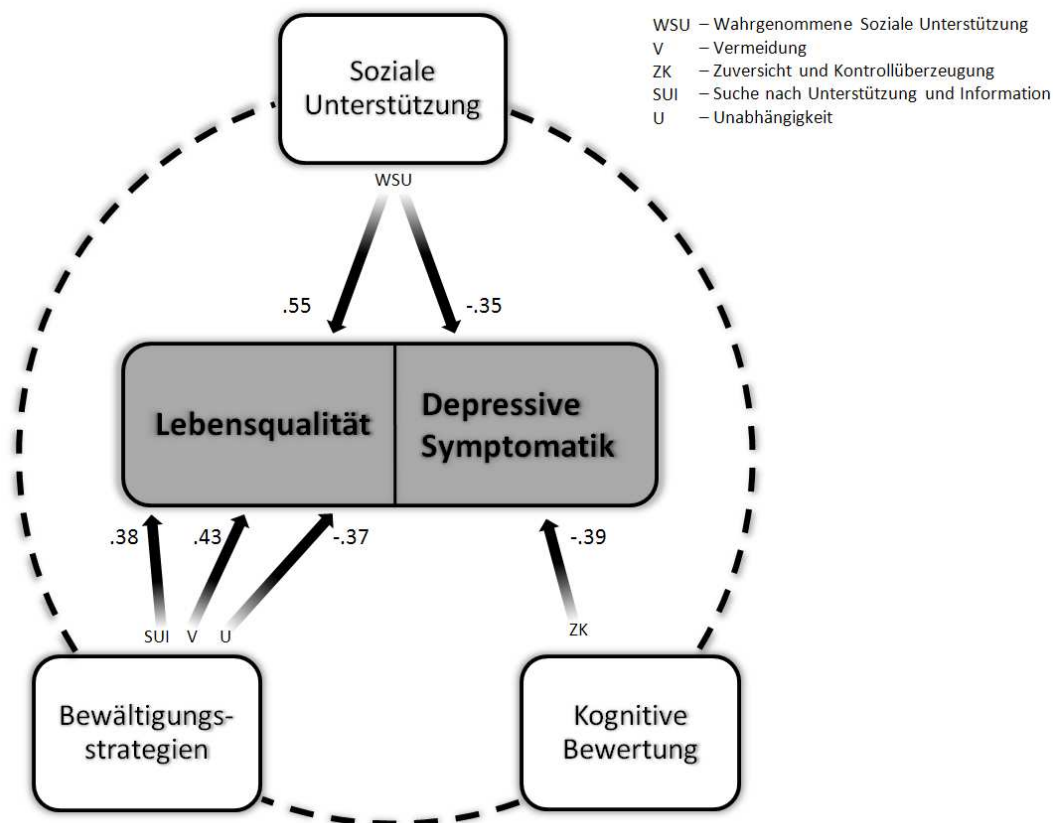 Soziale
Unterstützung
WSU – Wahrgenommene Soziale Unterstützung
V – Vermeidung
ZK – Zuversicht und Kontrollüberzeugung
SUI – Suche nach Unterstützung und Information
U – Unabhängigkeit
WSU
.55
-.35
Lebensqualität
Depressive
Symptomatik
.38
.43
-.37
-.39
SUI
V
U
ZK
Bewältigungs-
strategien
Kognitive
Bewertung